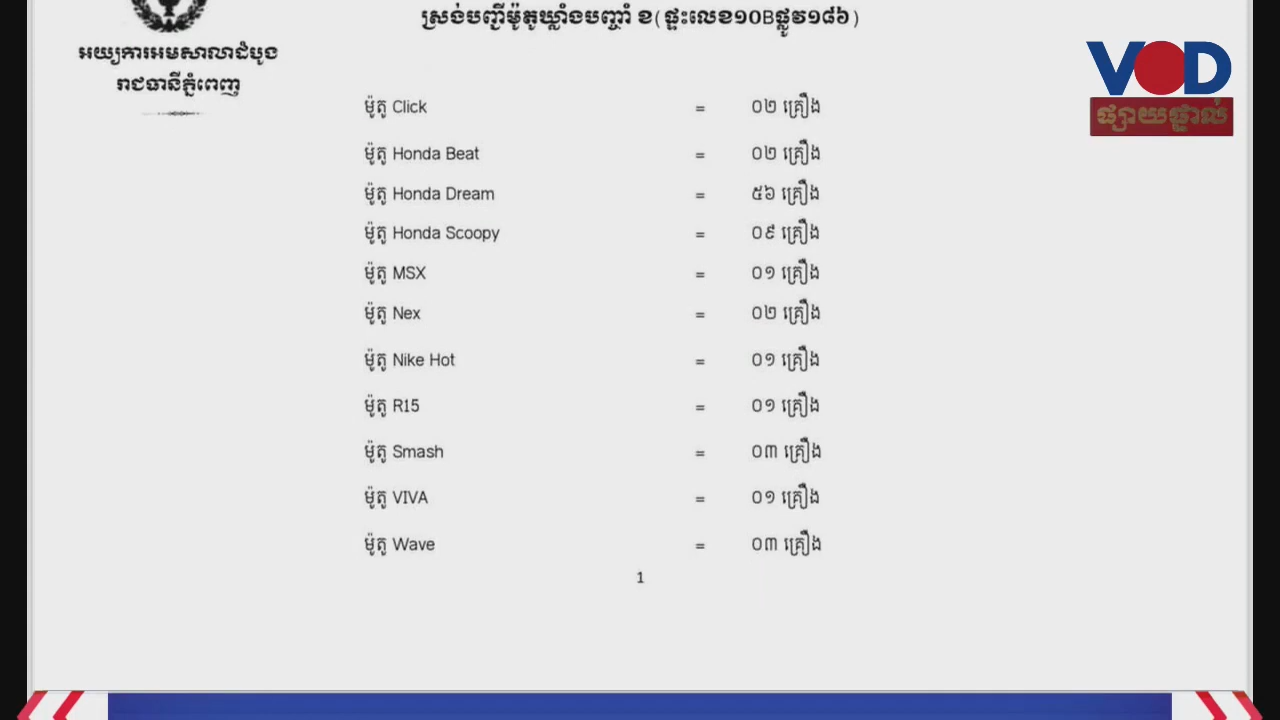 ស្រង់បញ្ជីម៉ូតូឃ្លាំងបញ្ចាំ ខ( ផ្ទះលេខ១០Bផ្លូវ១៨៦ )
អយ្យការអមសាលាដំបូង
រាជធានីភ្នំពេញ
VOD
ផ្សាយផ្ទាល់
ម៉ូតូ Click = ០២ គ្រឿង
ម៉ូតូ Honda Beat = ០២ គ្រឿង
ម៉ូតូ Honda Dream = ៥៦ គ្រឿង
ម៉ូតូ Honda Scoopy = ០៩ គ្រឿង
ម៉ូតូ MSX = ០១ គ្រឿង
ម៉ូតូ Nex = ០២ គ្រឿង
ម៉ូតូ Nike Hot = ០១ គ្រឿង
ម៉ូតូ R15 = ០១ គ្រឿង
ម៉ូតូ Smash = ០៣ គ្រឿង
ម៉ូតូ VIVA = ០១ គ្រឿង
ម៉ូតូ Wave = ០៣ គ្រឿង
1